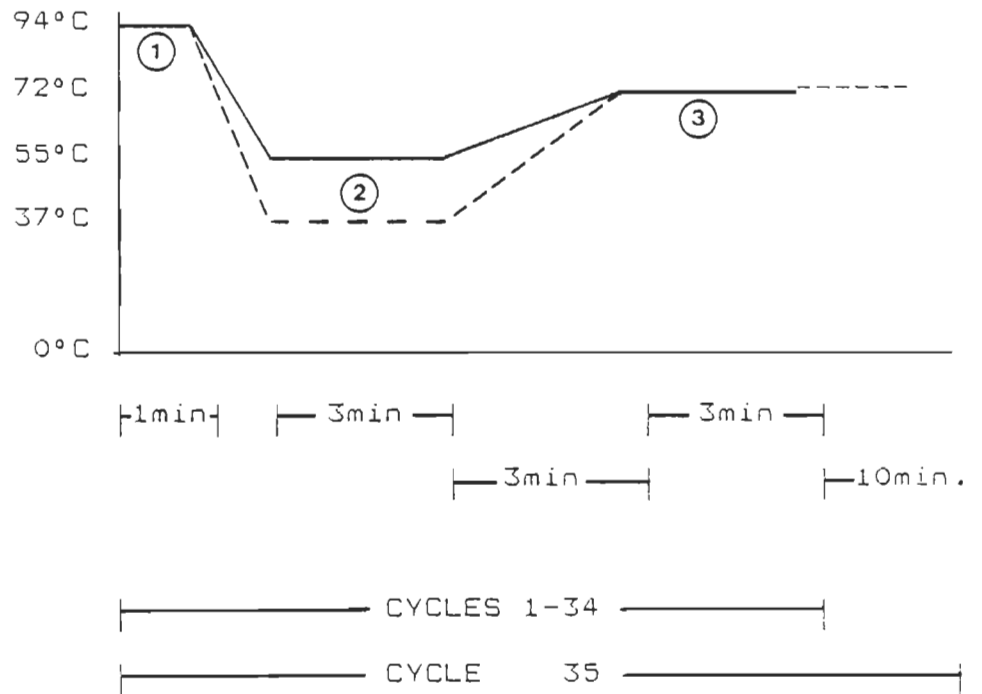 94°C
1
72°C
3
55°C
2
37°C
0°C
1min
3min
3min
3min
10min.
CYCLES 1-34
CYCLE 35